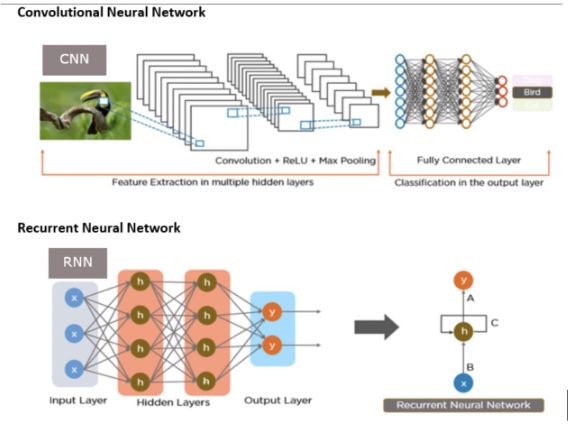 Convolutional Neural Network
CNN
Bird
Convolution + ReLU + Max Pooling
Fully Connected Layer
Feature Extraction in multiple hidden layers
Classification in the output layer
Recurrent Neural Network
RNN
x
x
x
h
h
h
h
h
h
h
h
y
y
y
A
h
C
B
x
Input Layer
Hidden Layers
Output Layer
Recurrent Neural Network